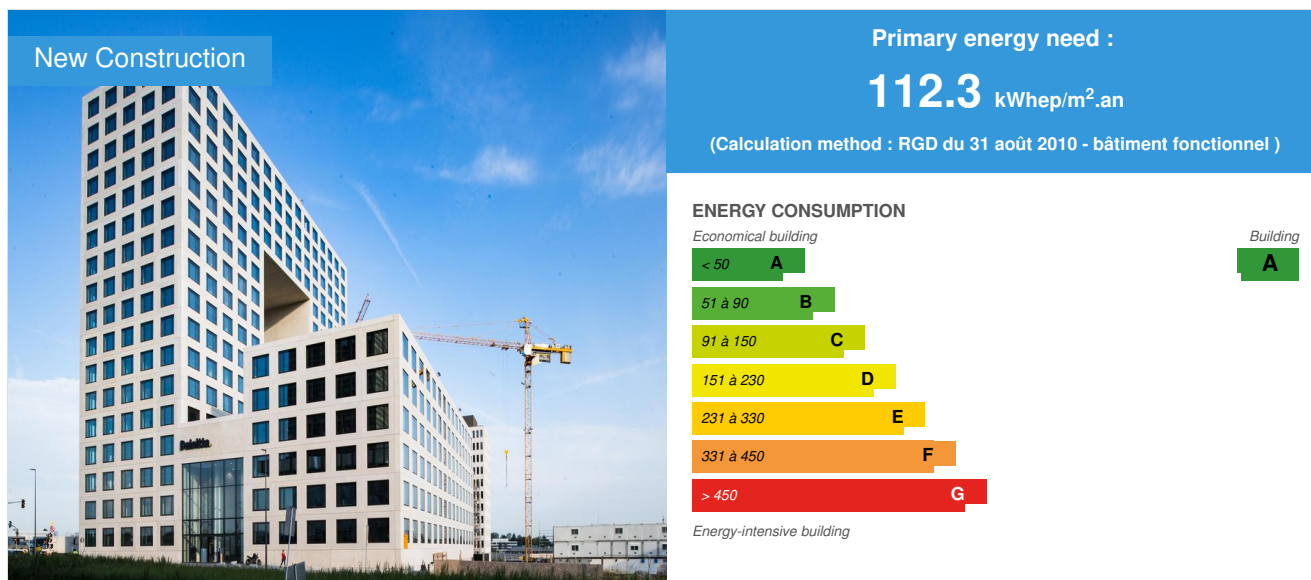 New Construction
Deloitte.
Primary energy need :
112.3 kWhep/m².an
(Calculation method : RGD du 31 août 2010 - bâtiment fonctionnel )
ENERGY CONSUMPTION
Economical building
Building
< 50 A
A
51 à 90 B
91 à 150 C
151 à 230 D
231 à 330 E
331 à 450 F
> 450 G
Energy-intensive building